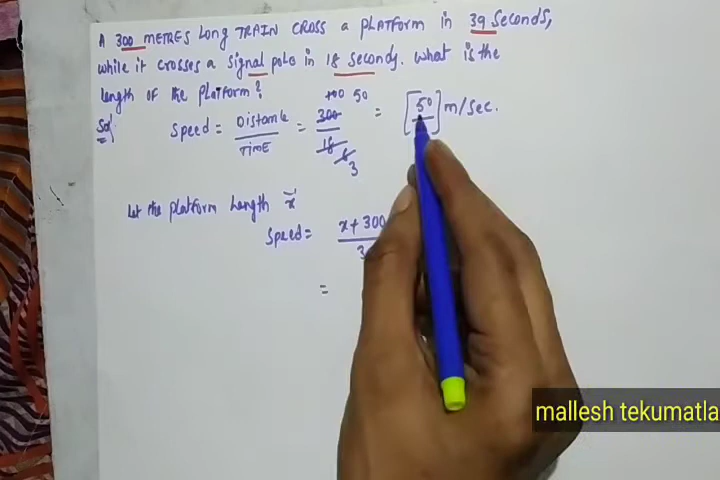 A 300 METRES Long TRAIN CROSS a PLATFORM in 39 Seconds,
while it crosses a signal pole in 18 seconds. what is the
length of the platform?
Sol
Speed = Distance / TIME = 300 / 18 100 50 6 3 = [50 m/sec.
Let the platform Length x
Speed = x + 300 / 3
=
mallesh tekumatla